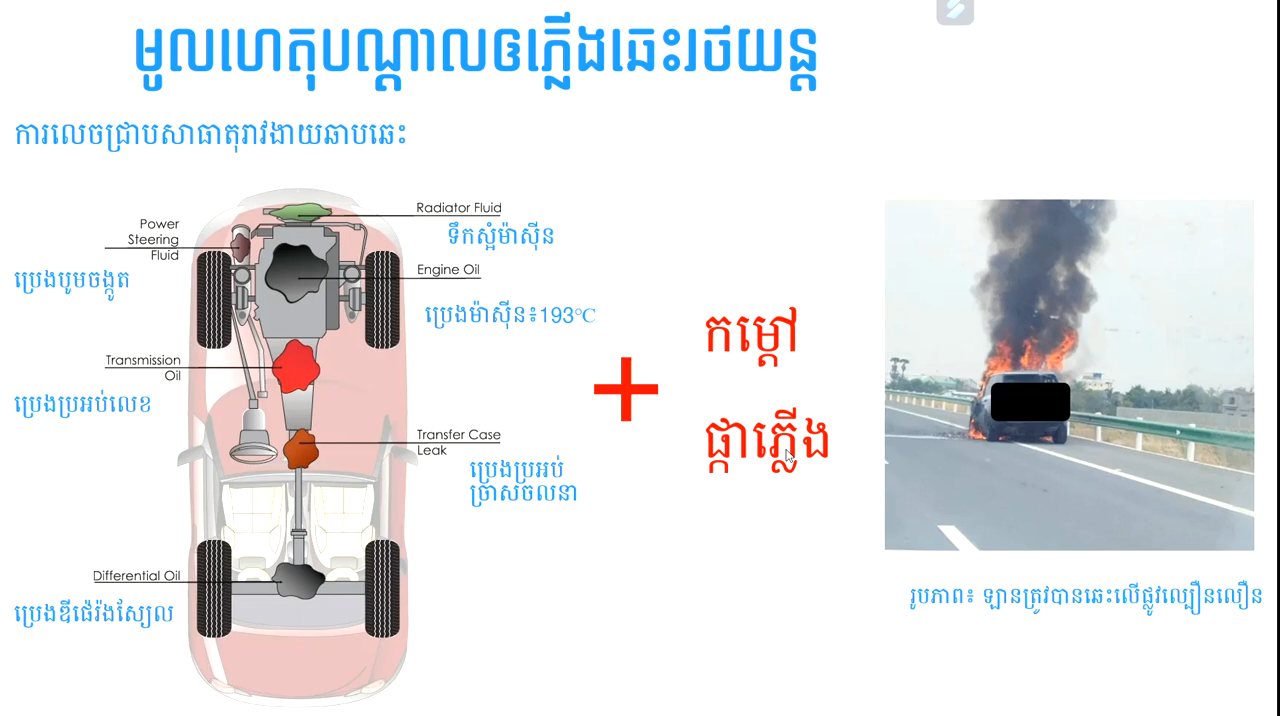 មូលហេតុបណ្តាលឲភ្លើងឆេះរថយន្ត
ការលេចជ្រាបសារធាតុរាវងាយឆាបឆេះ
Radiator Fluid
ទឹកស្អំម៉ាស៊ីន
Power
Steering
Fluid
ប្រេងបូមចង្កូត
Engine Oil
ប្រេងម៉ាស៊ីន៖193°C
Transmission
Oil
ប្រេងប្រអប់លេខ
Transfer Case
Leak
ប្រេងប្រអប់
ច្រាសចលនា
Differential Oil
ប្រេងឌីផេរ៉ងស្យែល
+
កម្តៅ
ផ្កាភ្លើង
រូបភាព៖ ឡានត្រូវបានឆេះលើផ្លូវល្បឿនលឿន